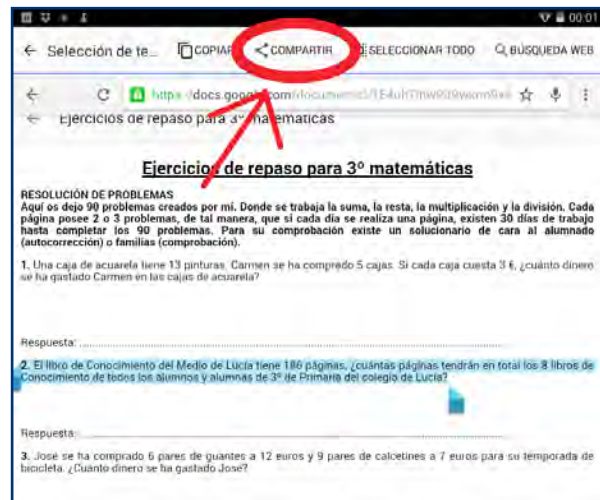 00:01
← Selección de te... COPIAR COMPARTIR SELECCIONAR TODO BÚSQUEDA WEB
https://docs.google.com/document/
← Ejercicios de repaso para 3º matemáticas
Ejercicios de repaso para 3º matemáticas
RESOLUCIÓN DE PROBLEMAS
Aquí os dejo 90 problemas creados por mí. Donde se trabaja la suma, la resta, la multiplicación y la división. Cada
página posee 2 o 3 problemas, de tal manera, que si cada día se realiza una página, existen 30 días de trabajo
hasta completar los 90 problemas. Para su comprobación existe un solucionario de cara al alumnado
(autocorrección) o familias (comprobación).
1. Una caja de acuarela tiene 13 pinturas. Carmen se ha comprado 5 cajas. Si cada caja cuesta 3 €, ¿cuánto dinero
se ha gastado Carmen en las cajas de acuarela?
Respuesta:
2. El libro de Conocimiento del Medio de Lucía tiene 186 páginas, ¿cuántas páginas tendrán en total los 8 libros de
Conocimiento de todos los alumnos y alumnas de 3º de Primaria del colegio de Lucía?
Respuesta:
3. José se ha comprado 6 pares de guantes a 12 euros y 9 pares de calcetines a 7 euros para su temporada de
bicicleta. ¿Cuánto dinero se ha gastado José?